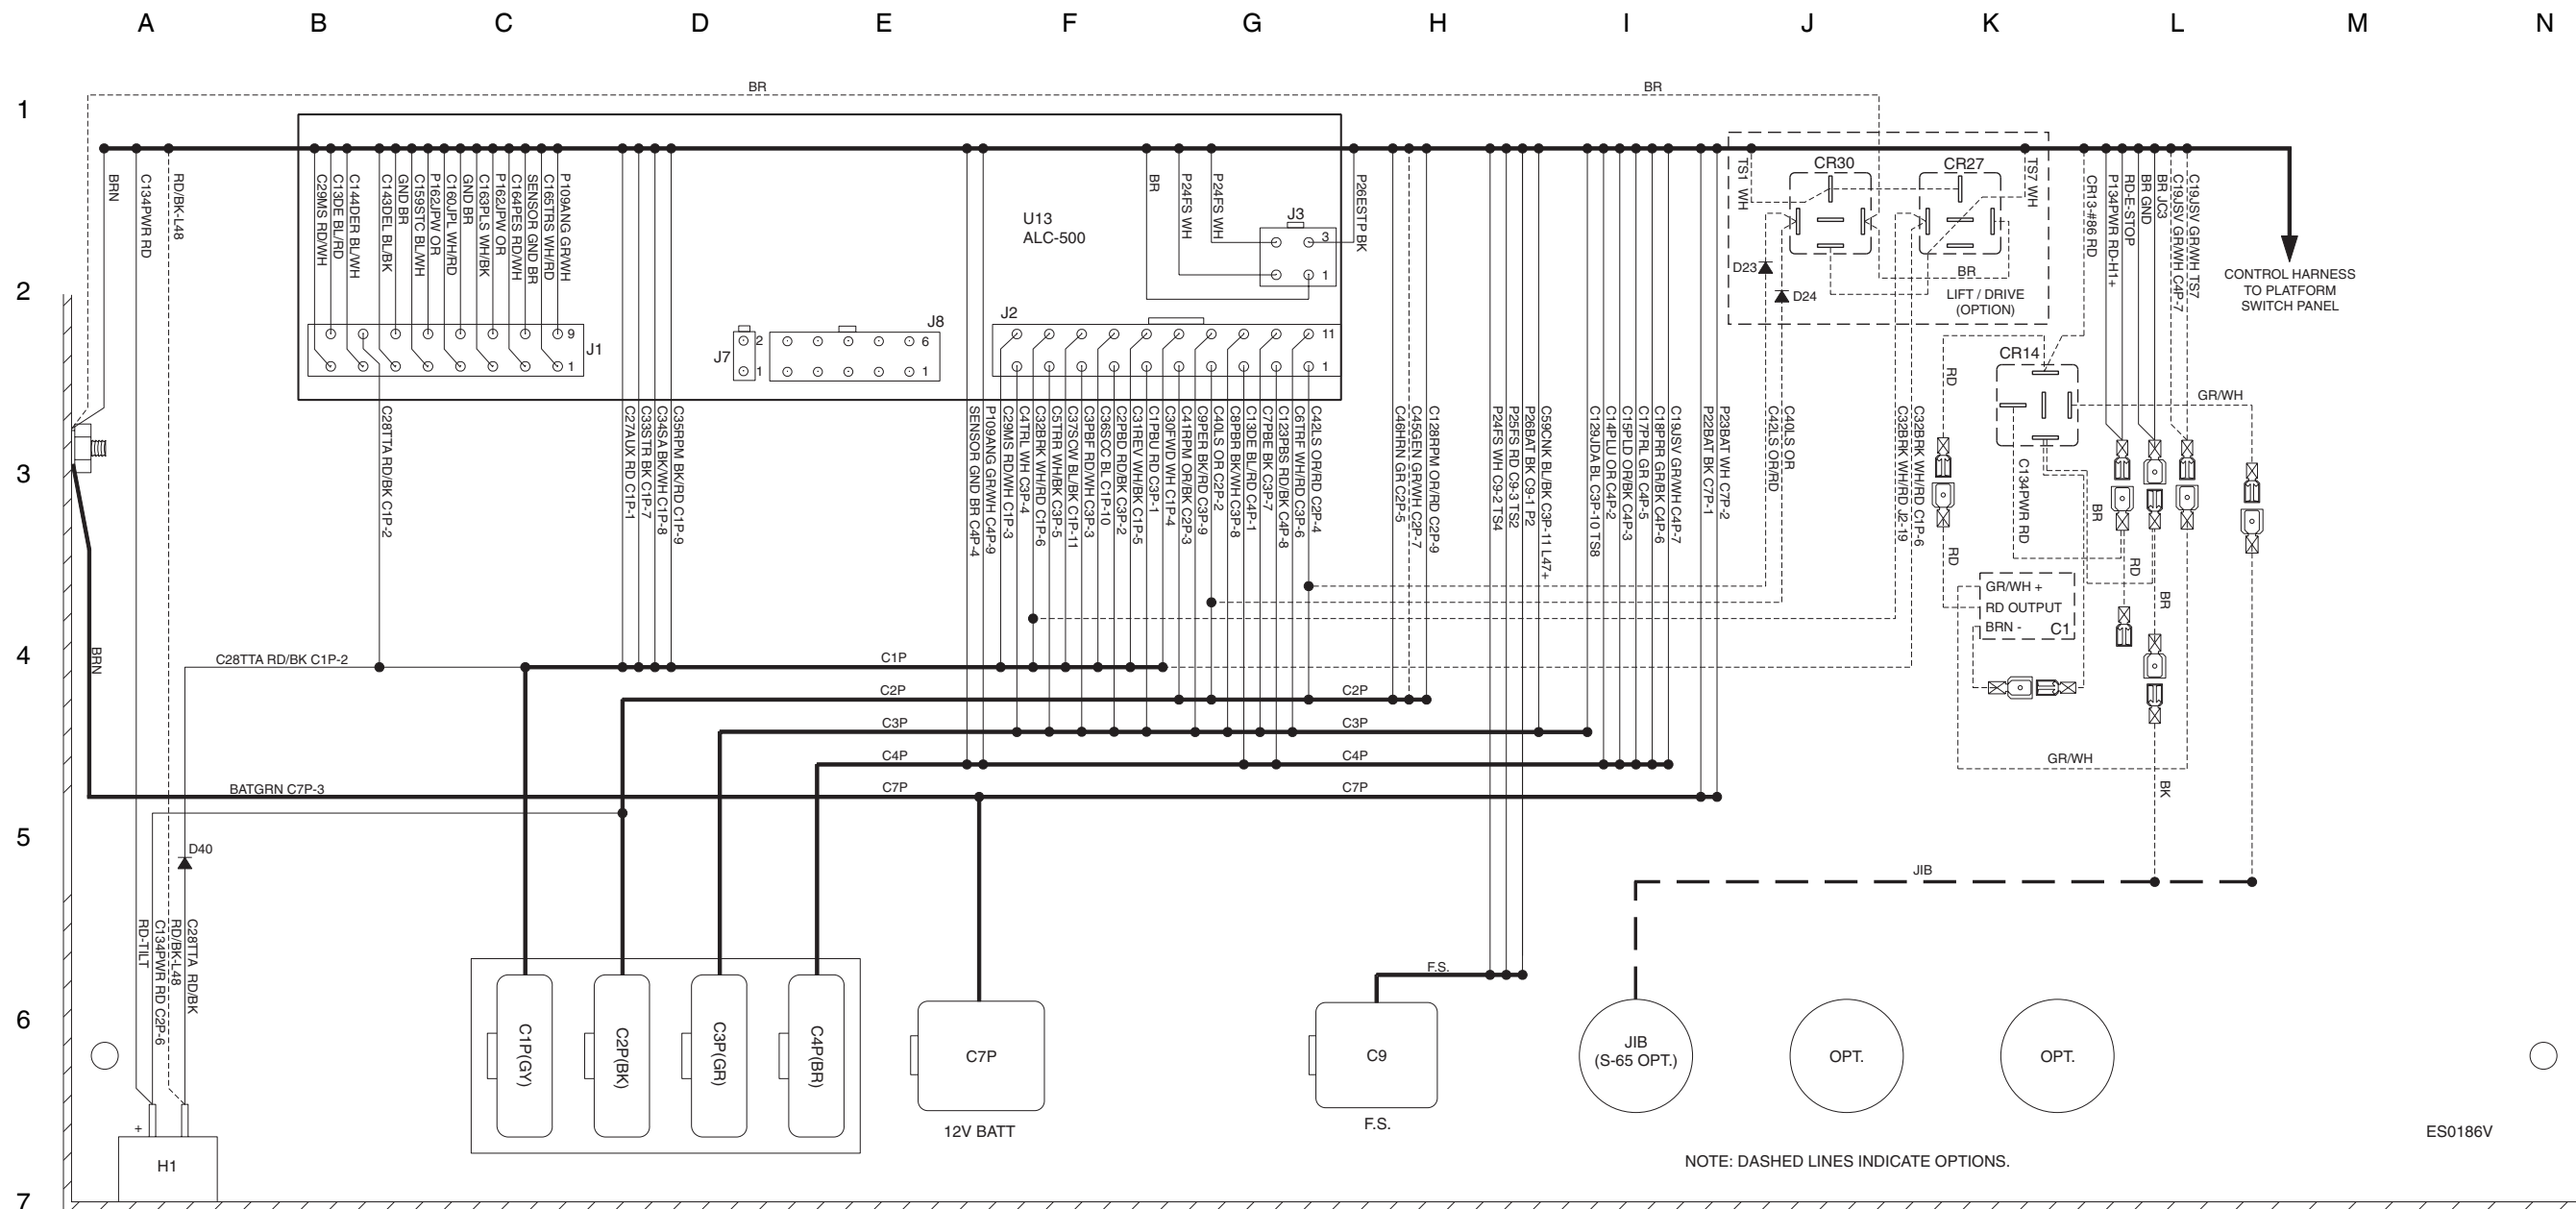 A B C D E F G H I J K L M N
1
2
3
4
5
6
7
BR
BR
BRN
C134PWR RD
RD/BK-L48
C29MS RD/WH
C13DE BL/RD
C144DER BL/WH
C143DEL BL/BK
GND BR
C159STC BL/WH
P162JPW OR
C160JPL WH/RD
GND BR
C163PLS WH/BK
P162JPW OR
C164PES RD/WH
SENSOR GND BR
C165TRS WH/RD
P109ANG GR/WH
U13
ALC-500
BR
P24FS WH
P24FS WH
J3
3
1
P26ESTP BK
TS1 WH
CR30
CR27
TS7 WH
D23
D24
BR
LIFT / DRIVE
(OPTION)
CR13-#86 RD
P134PWR RD-H1+
RD-E-STOP
BR GND
BR JC3
C19JSV GR/WH C4P-7
C19JSV GR/WH TS7
CONTROL HARNESS
TO PLATFORM
SWITCH PANEL
9
J1
1
J7
2
1
J8
6
1
J2
11
1
C28TTA RD/BK C1P-2
C27AUX RD C1P-1
C33STR BK C1P-7
C34SA BK/WH C1P-8
C35RPM BK/RD C1P-9
SENSOR GND BR C4P-4
P109ANG GR/WH C4P-9
C29MS RD/WH C1P-3
C4TRL WH C3P-4
C32BRK WH/RD C1P-6
C5TRR WH/BK C3P-5
C37SCW BL/BK C1P-11
C3PBF RD/WH C3P-3
C36SCC BL C1P-10
C2PBD RD/BK C3P-2
C31REV WH/BK C1P-5
C1PBU RD C3P-1
C30FWD WH C1P-4
C41RPM OR/BK C2P-3
C9PER BK/RD C3P-9
C40LS OR C2P-2
C8PBR BK/WH C3P-8
C13DE BL/RD C4P-1
C7PBE BK C3P-7
C123PBS RD/BK C4P-8
C6TRF WH/RD C3P-6
C42LS OR/RD C2P-4
C46HRN GR C2P-5
C45GEN GR/WH C2P-7
C128RPM OR/RD C2P-9
P24FS WH C9-2 TS4
P25FS RD C9-3 TS2
P26BAT BK C9-1 P2
C59CNK BL/BK C3P-11 L47+
C129JDA BL C3P-10 TS8
C14PLU OR C4P-2
C15PLD OR/BK C4P-3
C17PRL GR C4P-5
C18PRR GR/BK C4P-6
C19JSV GR/WH C4P-7
P22BAT BK C7P-1
P23BAT WH C7P-2
C42LS OR/RD
C40LS OR
C32BRK WH/RD J2-19
C32BRK WH/RD C1P-6
CR14
RD
RD
GR/WH
C134PWR RD
BR
RD
BR
GR/WH +
RD OUTPUT
BRN -
C1
GR/WH
BK
BRN
C28TTA RD/BK C1P-2
C1P
C2P
C2P
C3P
C3P
C4P
C4P
BATGRN C7P-3
C7P
C7P
D40
RD-TILT
C134PWR RD C2P-6
RD/BK-L48
C28TTA RD/BK
JIB
F.S.
C1P(GY)
C2P(BK)
C3P(GR)
C4P(BR)
C7P
12V BATT
C9
F.S.
JIB
(S-65 OPT.)
OPT.
OPT.
+
H1
ES0186V
NOTE: DASHED LINES INDICATE OPTIONS.